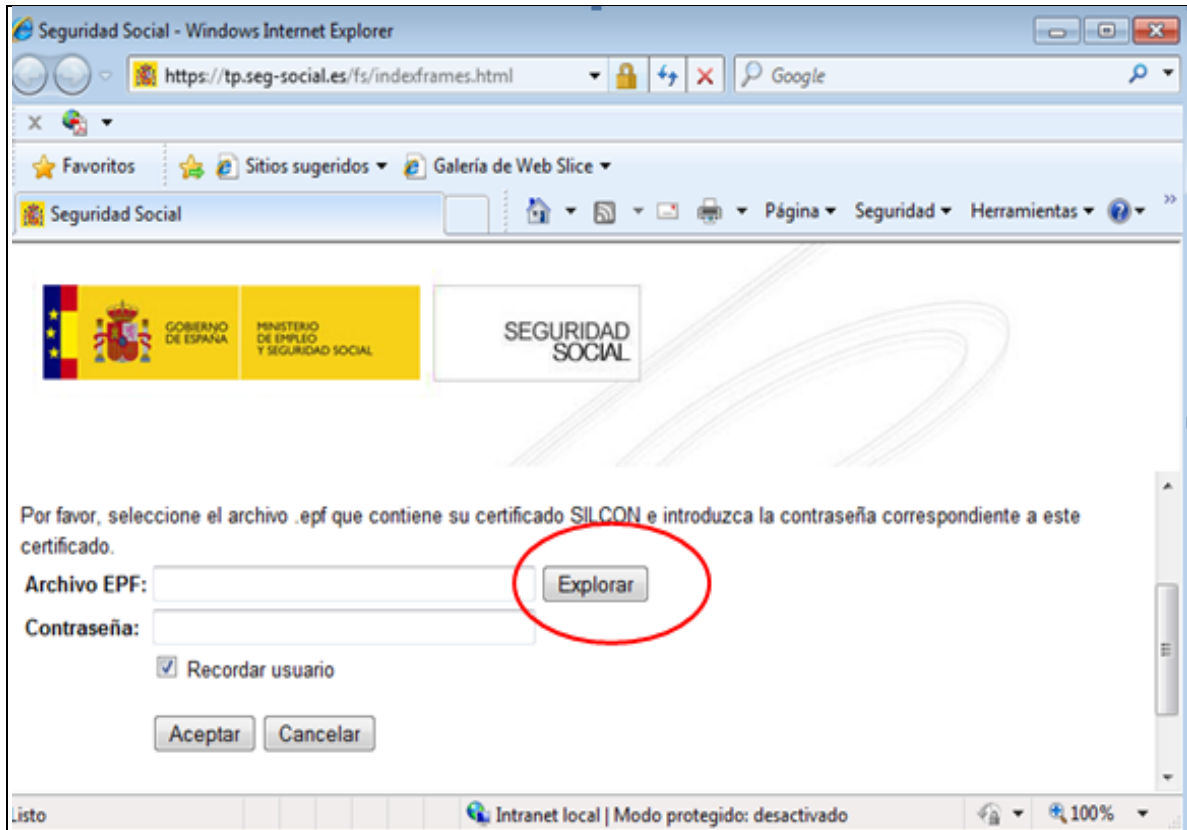 Seguridad Social - Windows Internet Explorer
https://tp.seg-social.es/fs/indexframes.html
Google
X
Favoritos
Sitios sugeridos
Galería de Web Slice
Seguridad Social
Página
Seguridad
Herramientas
GOBIERNO
DE ESPAÑA
MINISTERIO
DE EMPLEO
Y SEGURIDAD SOCIAL
SEGURIDAD
SOCIAL
Por favor, seleccione el archivo .epf que contiene su certificado SILCON e introduzca la contraseña correspondiente a este
certificado.
Archivo EPF:
Explorar
Contraseña:
Recordar usuario
Aceptar
Cancelar
Listo
Intranet local | Modo protegido: desactivado
100%